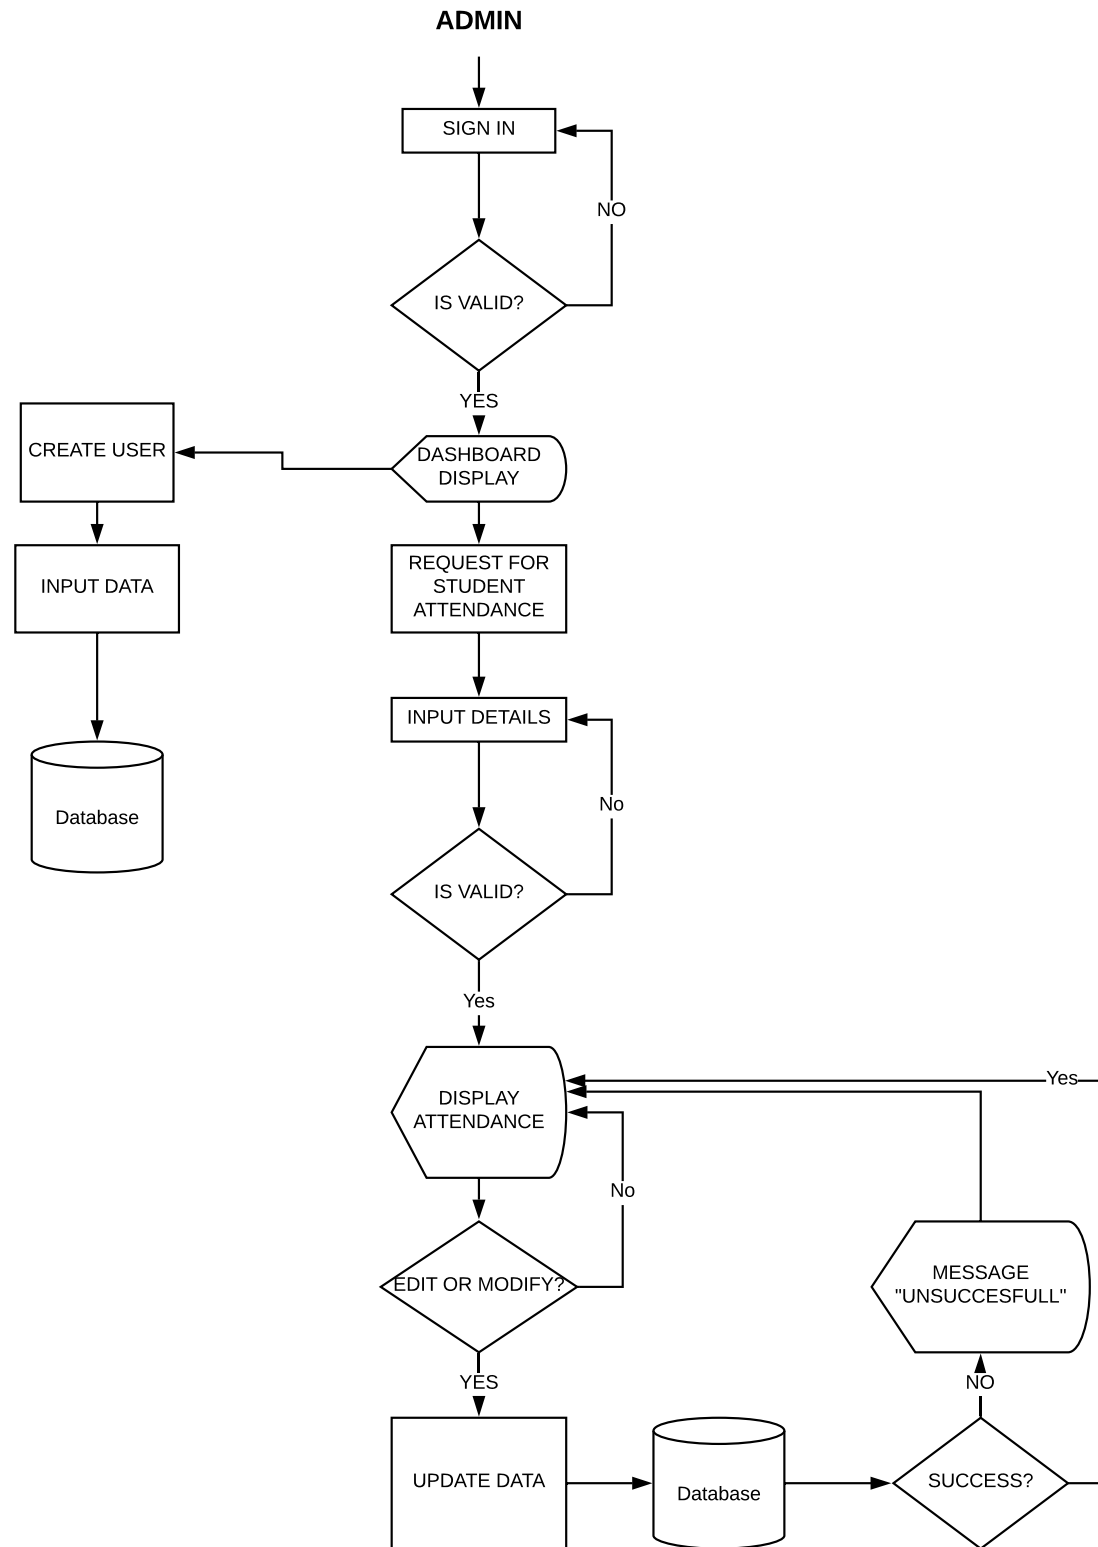 ADMIN
SIGN IN
NO
IS VALID?
YES
CREATE USER
DASHBOARD
DISPLAY
INPUT DATA
REQUEST FOR
STUDENT
ATTENDANCE
INPUT DETAILS
Database
No
IS VALID?
Yes
DISPLAY
ATTENDANCE
Yes
No
EDIT OR MODIFY?
MESSAGE
"UNSUCCESFULL"
YES
NO
UPDATE DATA
Database
SUCCESS?